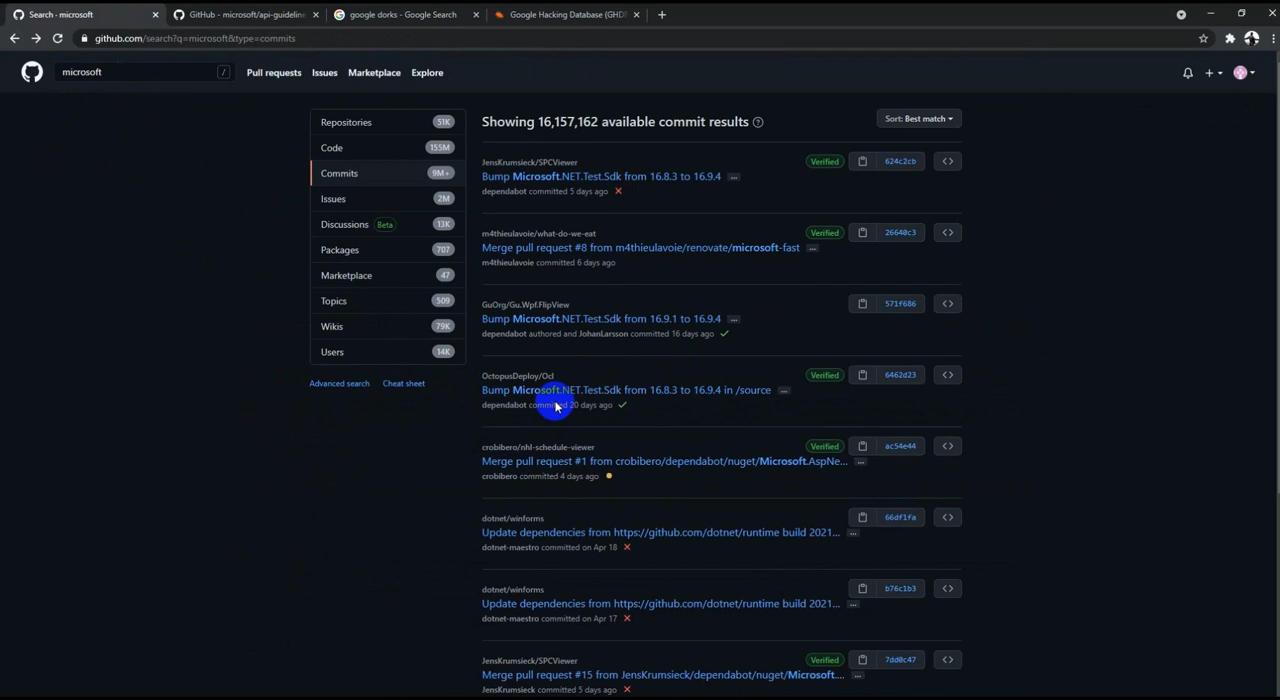 Search · microsoft
GitHub - microsoft/api-guideline
google dorks - Google Search
Google Hacking Database (GHD
github.com/search?q=microsoft&type=commits
microsoft
/
Pull requests
Issues
Marketplace
Explore
Repositories 51K
Code 155M
Commits 9M+
Issues 2M
Discussions Beta 13K
Packages 707
Marketplace 47
Topics 509
Wikis 79K
Users 14K
Advanced search
Cheat sheet
Showing 16,157,162 available commit results
Sort: Best match
JensKrumsieck/SPCViewer
Bump Microsoft.NET.Test.Sdk from 16.8.3 to 16.9.4 …
dependabot committed 5 days ago
Verified
624c2cb
m4thieulavoie/what-do-we-eat
Merge pull request #8 from m4thieulavoie/renovate/microsoft-fast …
m4thieulavoie committed 6 days ago
Verified
26640c3
GuOrg/Gu.Wpf.FlipView
Bump Microsoft.NET.Test.Sdk from 16.9.1 to 16.9.4 …
dependabot authored and JohanLarsson committed 16 days ago
571f686
OctopusDeploy/Ocl
Bump Microsoft.NET.Test.Sdk from 16.8.3 to 16.9.4 in /source …
dependabot committed 20 days ago
Verified
6462d23
crobibero/nhl-schedule-viewer
Merge pull request #1 from crobibero/dependabot/nuget/Microsoft.AspNe... …
crobibero committed 4 days ago
Verified
ac54e44
dotnet/winforms
Update dependencies from https://github.com/dotnet/runtime build 2021... …
dotnet-maestro committed on Apr 18
66df1fa
dotnet/winforms
Update dependencies from https://github.com/dotnet/runtime build 2021... …
dotnet-maestro committed on Apr 17
b76c1b3
JensKrumsieck/SPCViewer
Merge pull request #15 from JensKrumsieck/dependabot/nuget/Microsoft.... …
JensKrumsieck committed 5 days ago
Verified
7dd0c47